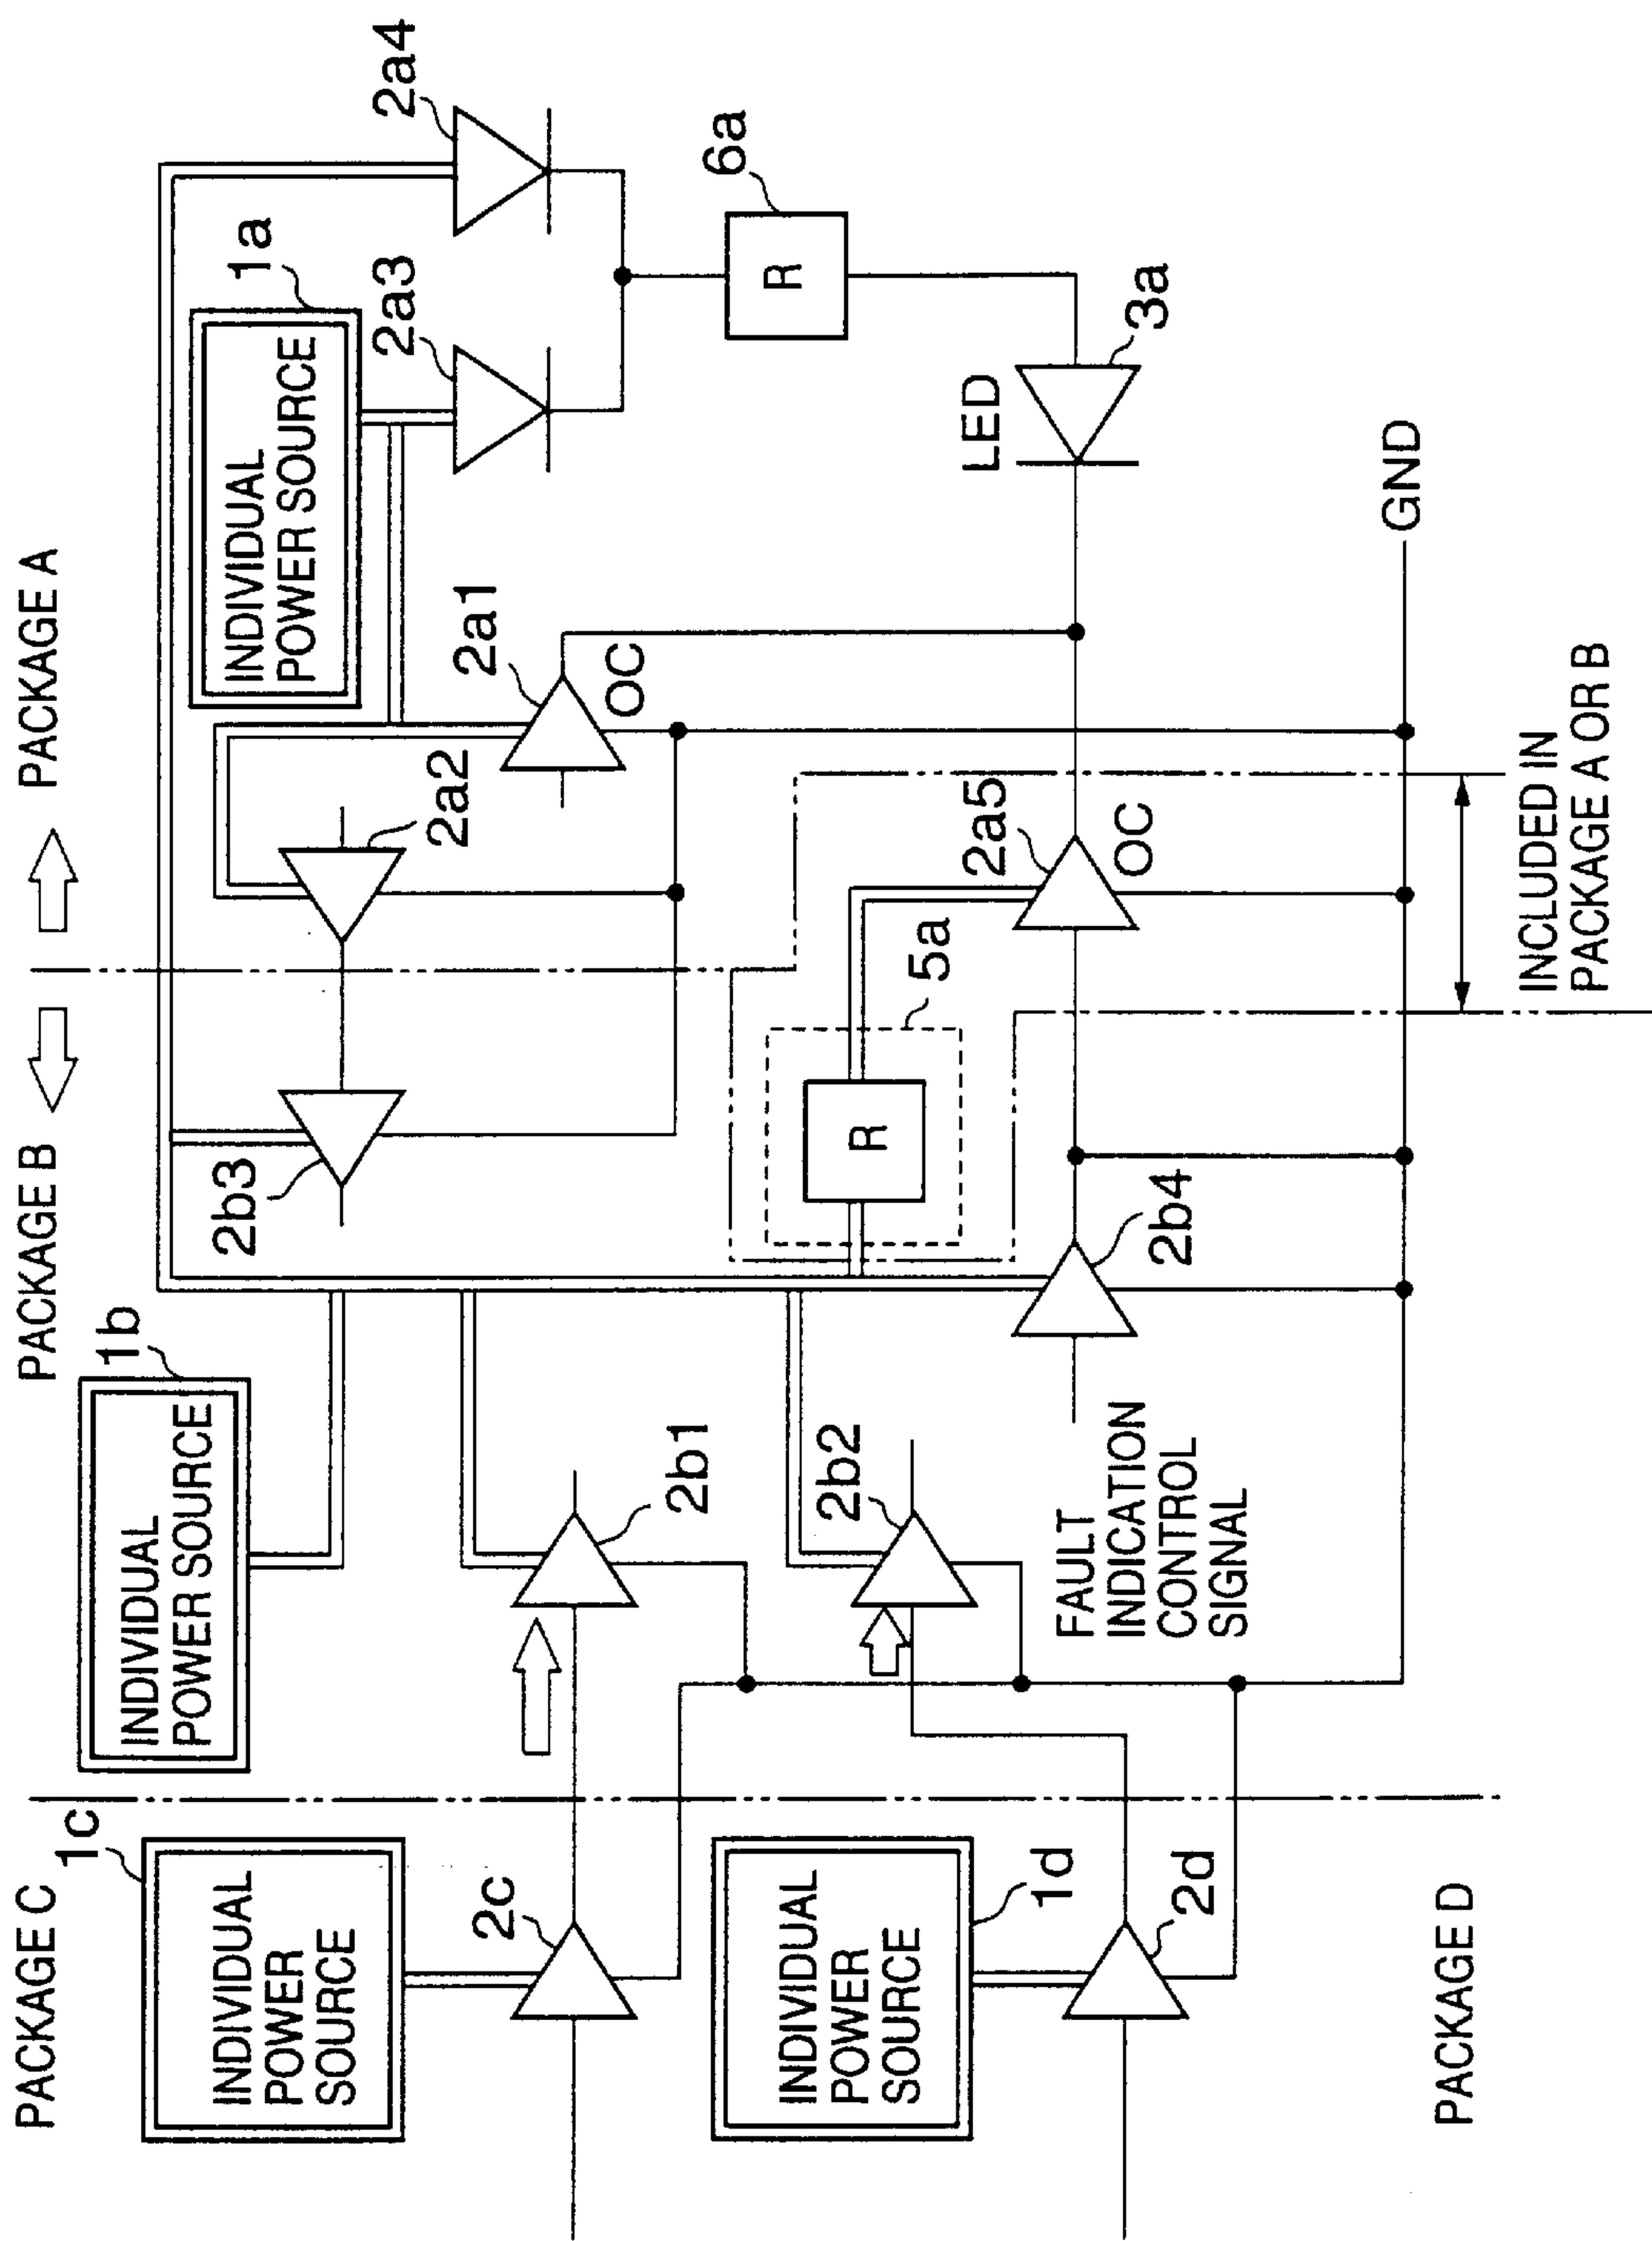 PACKAGE C
PACKAGE B
PACKAGE A
1c
INDIVIDUAL
POWER
SOURCE
2c
INDIVIDUAL
POWER
SOURCE
1d
2d
PACKAGE D
1b
INDIVIDUAL
POWER SOURCE
2b1
2b2
FAULT
INDICATION
CONTROL
SIGNAL
2b3
2b4
R
5a
2a2
2a5
OC
2a1
OC
1a
INDIVIDUAL
POWER SOURCE
2a3
2a4
6a
R
LED
3a
GND
INCLUDED IN
PACKAGE A OR B